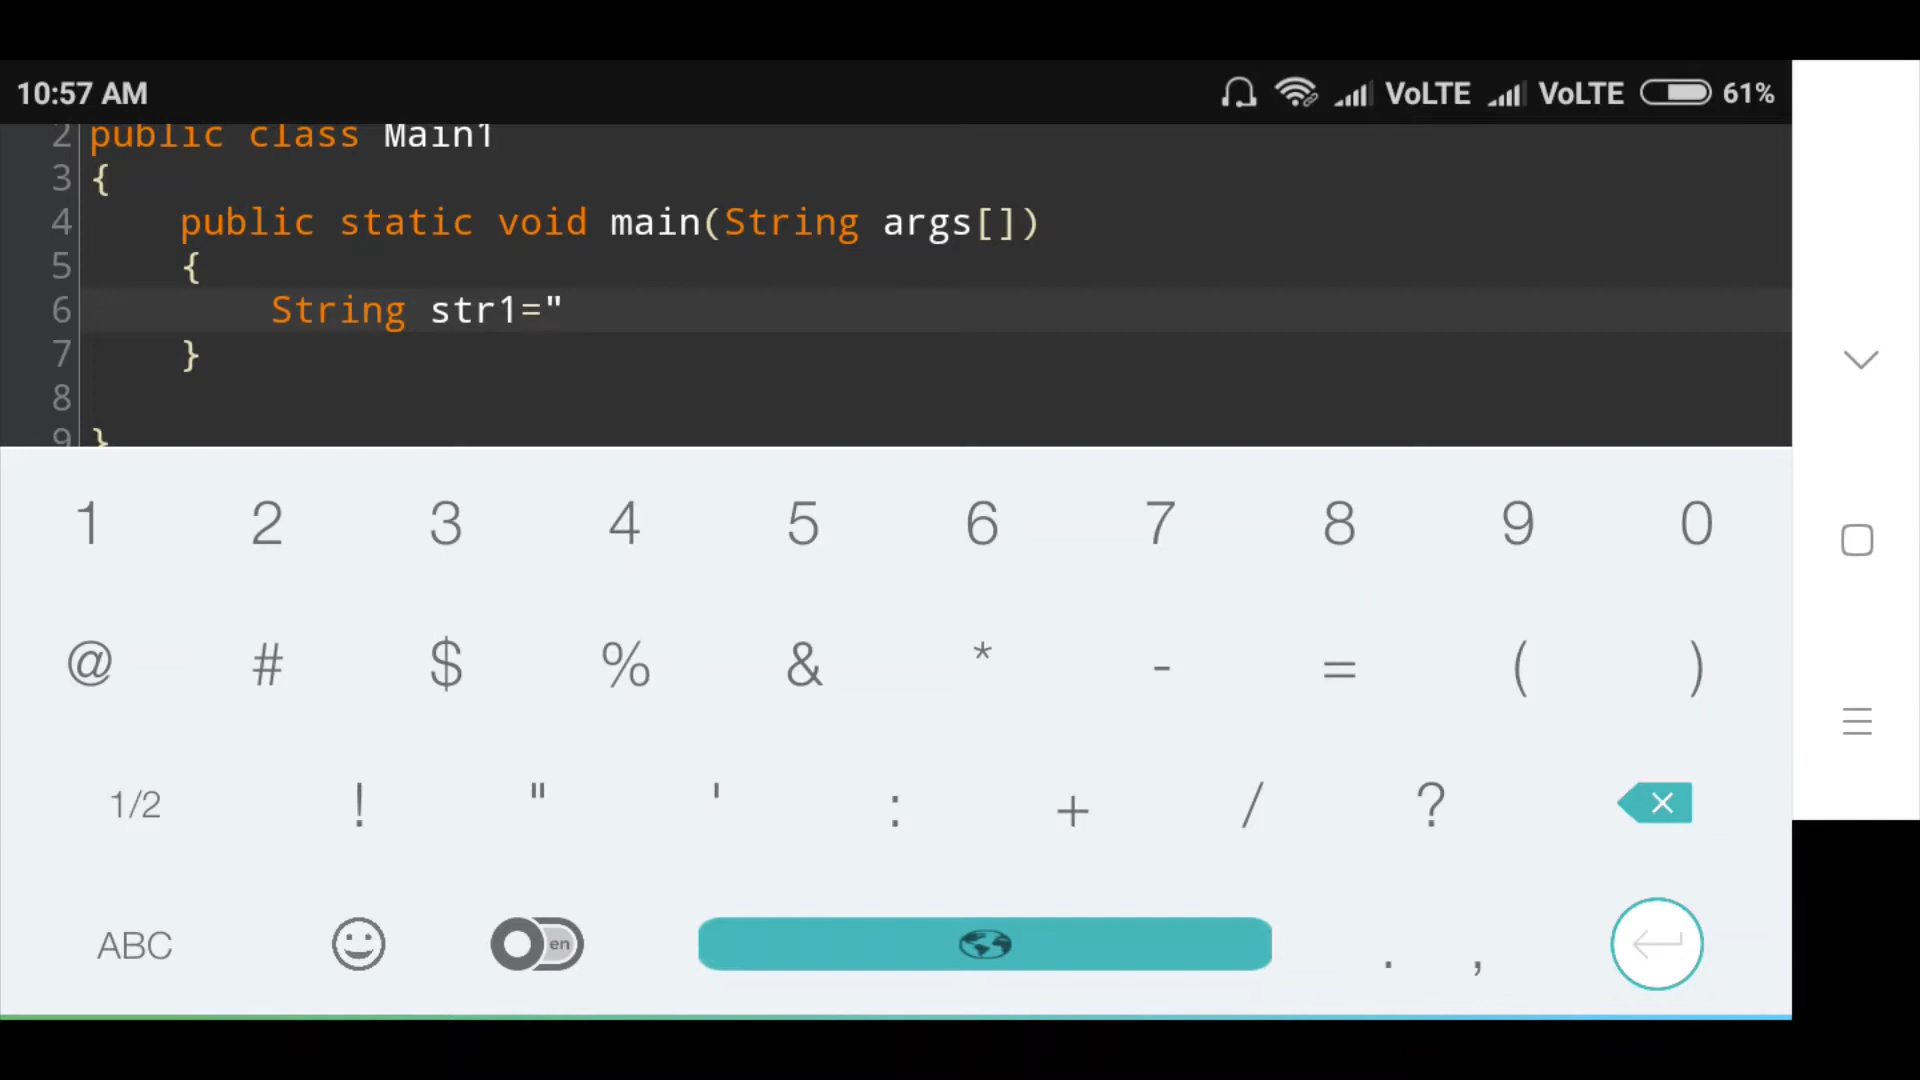 10:57 AM VoLTE VoLTE 61%
2 public class Main1
3 {
4 public static void main(String args[])
5 {
6 String str1="
7 }
8
9 }
1 2 3 4 5 6 7 8 9 0
@ # $ % & * - = ( )
1/2 ! " ' : + / ?
ABC en . ,